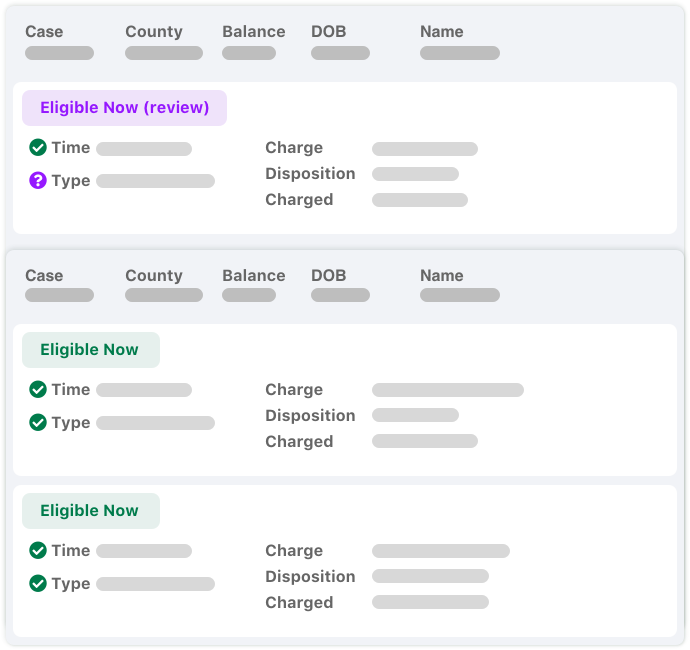 Case County Balance DOB Name
Eligible Now (review)
Time Charge
Disposition
Type
Charged
Case County Balance DOB Name
Eligible Now
Time Charge
Disposition
Type
Charged
Eligible Now
Time Charge
Disposition
Type
Charged